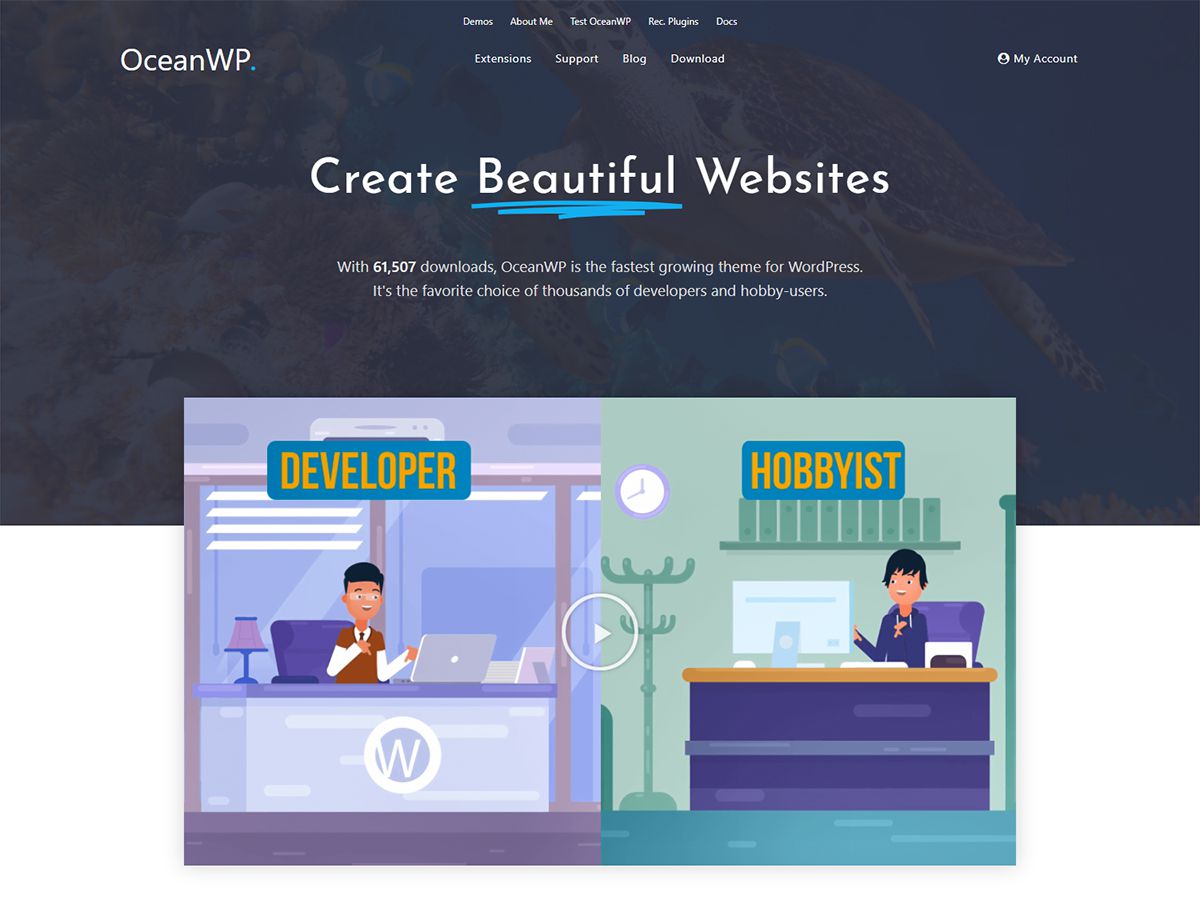 Demos About Me Test OceanWP Rec. Plugins Docs
OceanWP. Extensions Support Blog Download My Account
Create Beautiful Websites
With 61,507 downloads, OceanWP is the fastest growing theme for WordPress.
It's the favorite choice of thousands of developers and hobby-users.
DEVELOPER HOBBYIST
W